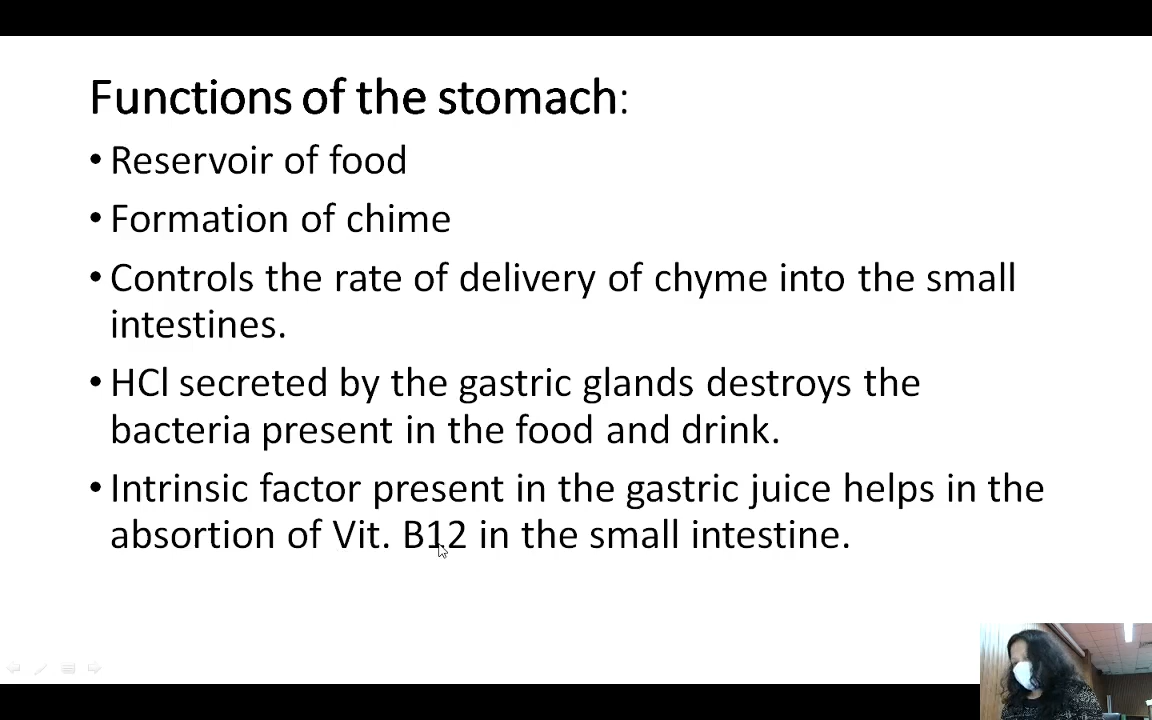 Functions of the stomach:
• Reservoir of food
• Formation of chime
• Controls the rate of delivery of chyme into the small
intestines.
• HCl secreted by the gastric glands destroys the
bacteria present in the food and drink.
• Intrinsic factor present in the gastric juice helps in the
absortion of Vit. B12 in the small intestine.